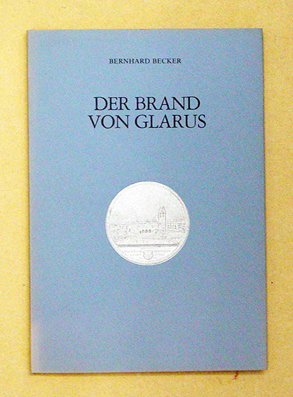 BERNHARD BECKER
DER BRAND
VON GLARUS